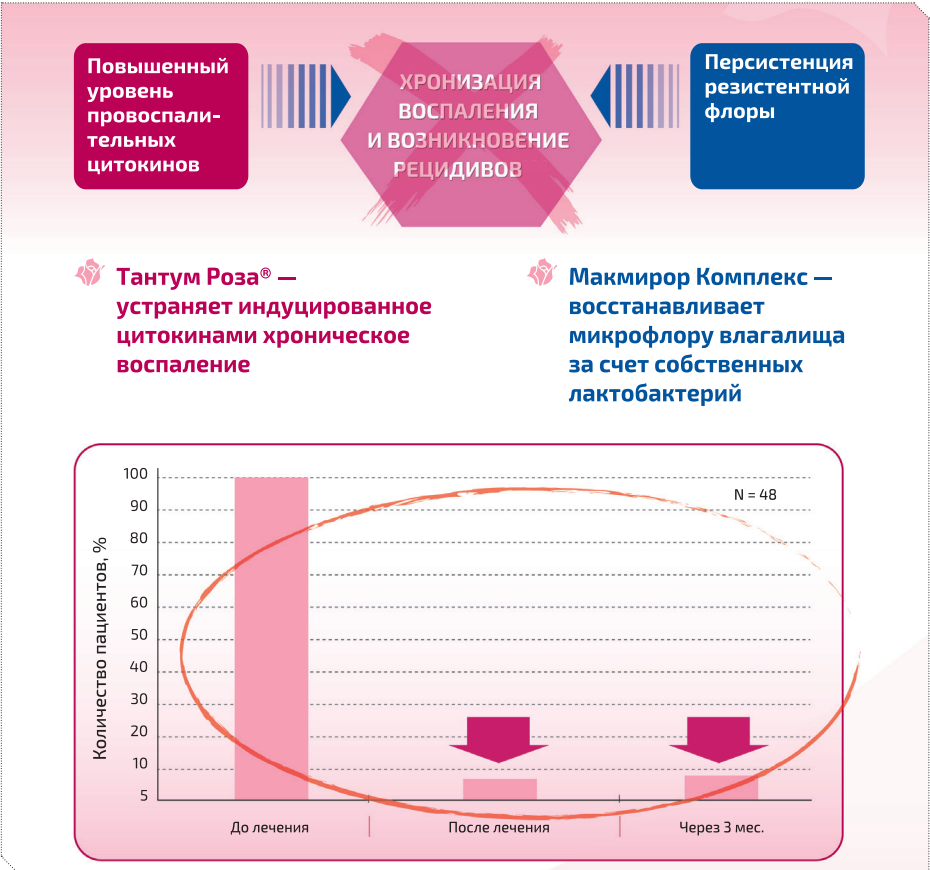 Повышенный
уровень
провоспали-
тельных
цитокинов
ХРОНИЗАЦИЯ
ВОСПАЛЕНИЯ
И ВОЗНИКНОВЕНИЕ
РЕЦИДИВОВ
Персистенция
резистентной
флоры
Тантум Роза® —
устраняет индуцированное
цитокинами хроническое
воспаление
Макмирор Комплекс —
восстанавливает
микрофлору влагалища
за счет собственных
лактобактерий
Количество пациентов, %
100
90
80
70
60
50
40
30
20
10
5
N = 48
До лечения
После лечения
Через 3 мес.